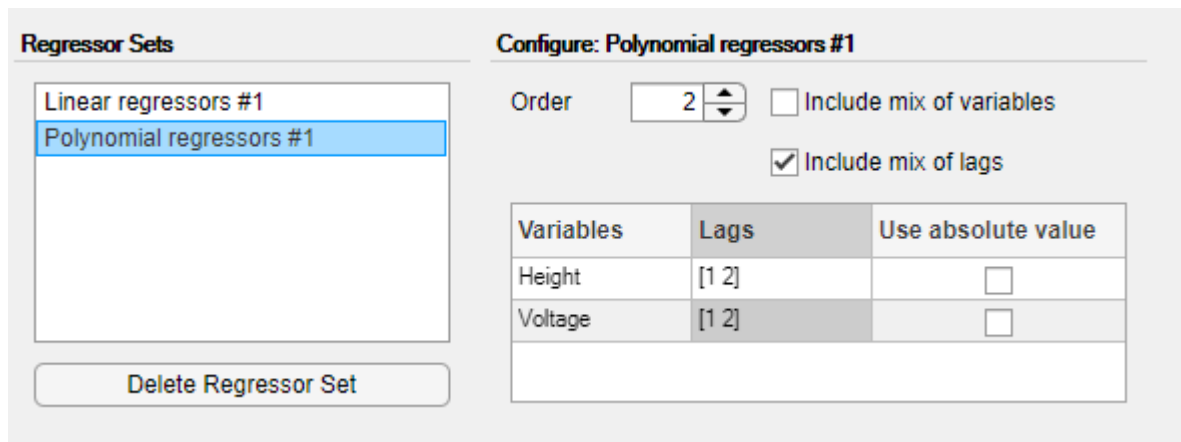 Regressor Sets
Linear regressors #1
Polynomial regressors #1
Delete Regressor Set
Configure: Polynomial regressors #1
Order 2 Include mix of variables
Include mix of lags
Variables Lags Use absolute value
Height [1 2]
Voltage [1 2]